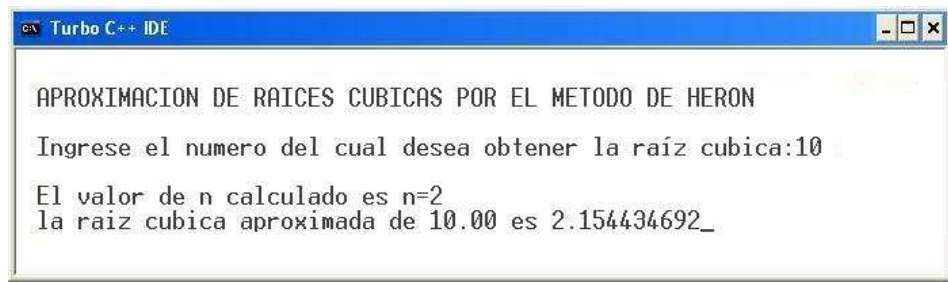 Turbo C++ IDE
APROXIMACION DE RAICES CUBICAS POR EL METODO DE HERON
Ingrese el numero del cual desea obtener la raíz cubica:10
El valor de n calculado es n=2
la raiz cubica aproximada de 10.00 es 2.154434692_